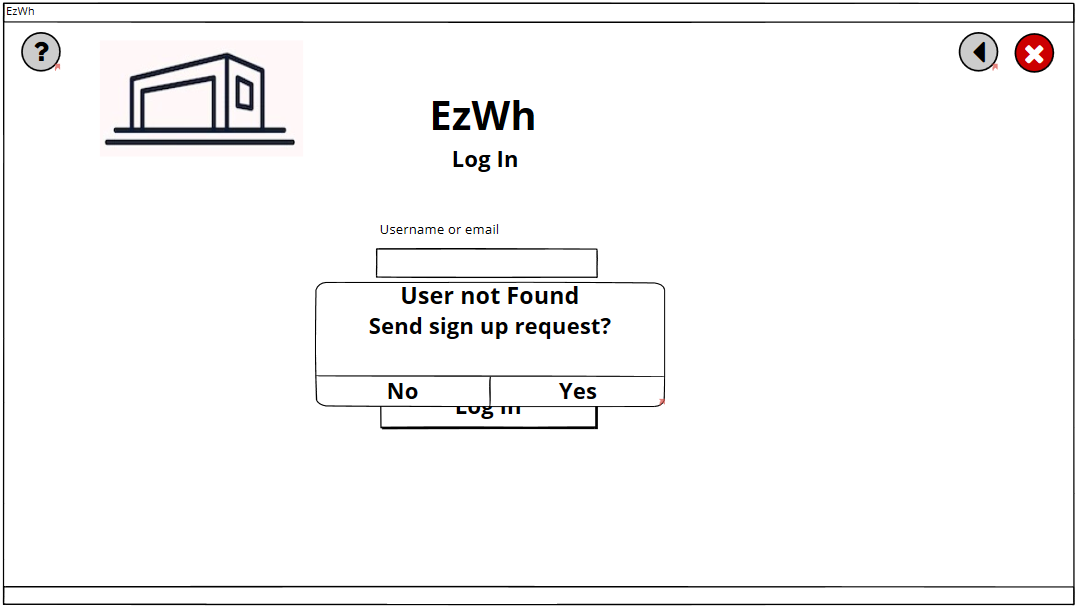 EzWh
?
EzWh
Log In
Username or email
User not Found
Send sign up request?
No Yes
Log In